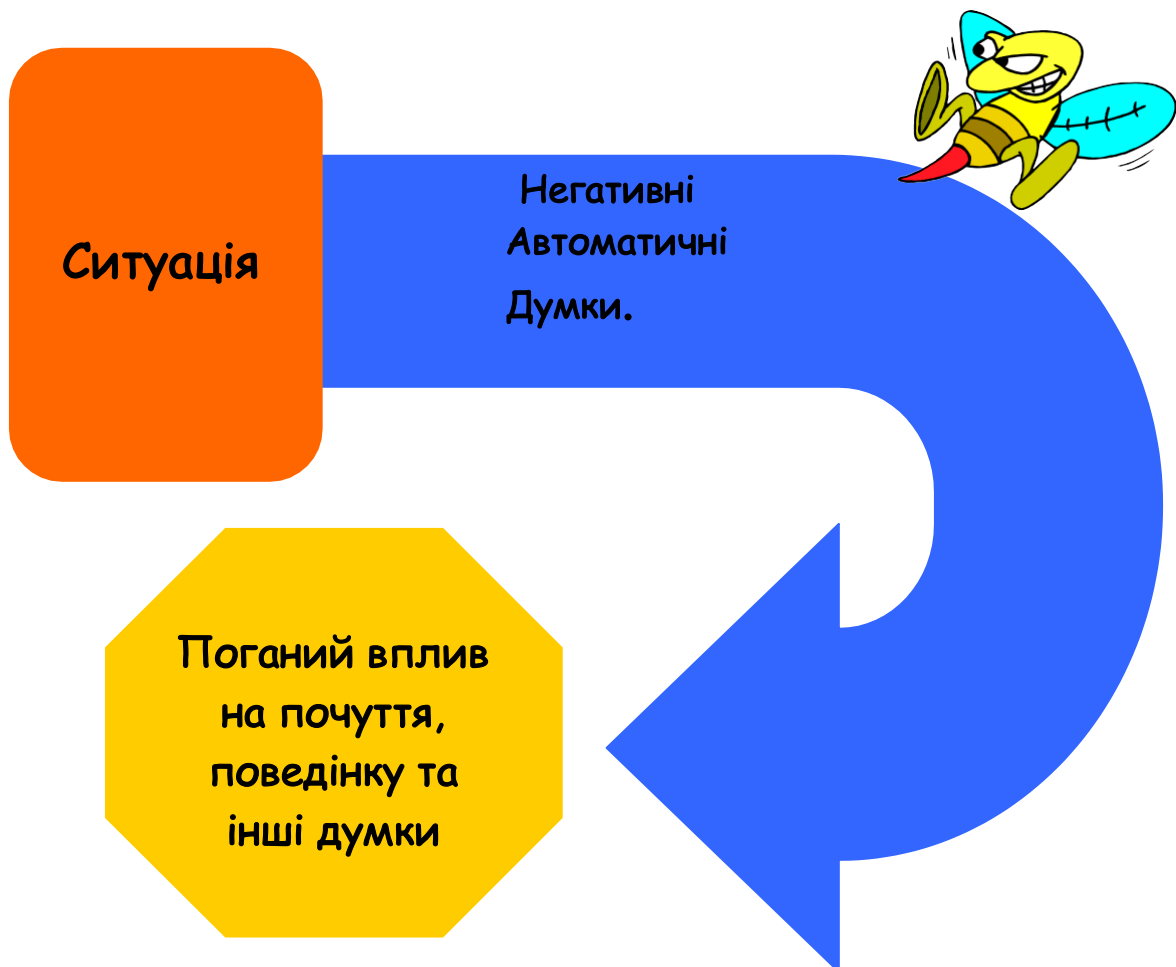 Ситуація
Негативні
Автоматичні
Думки.
Поганий вплив
на почуття,
поведінку та
інші думки